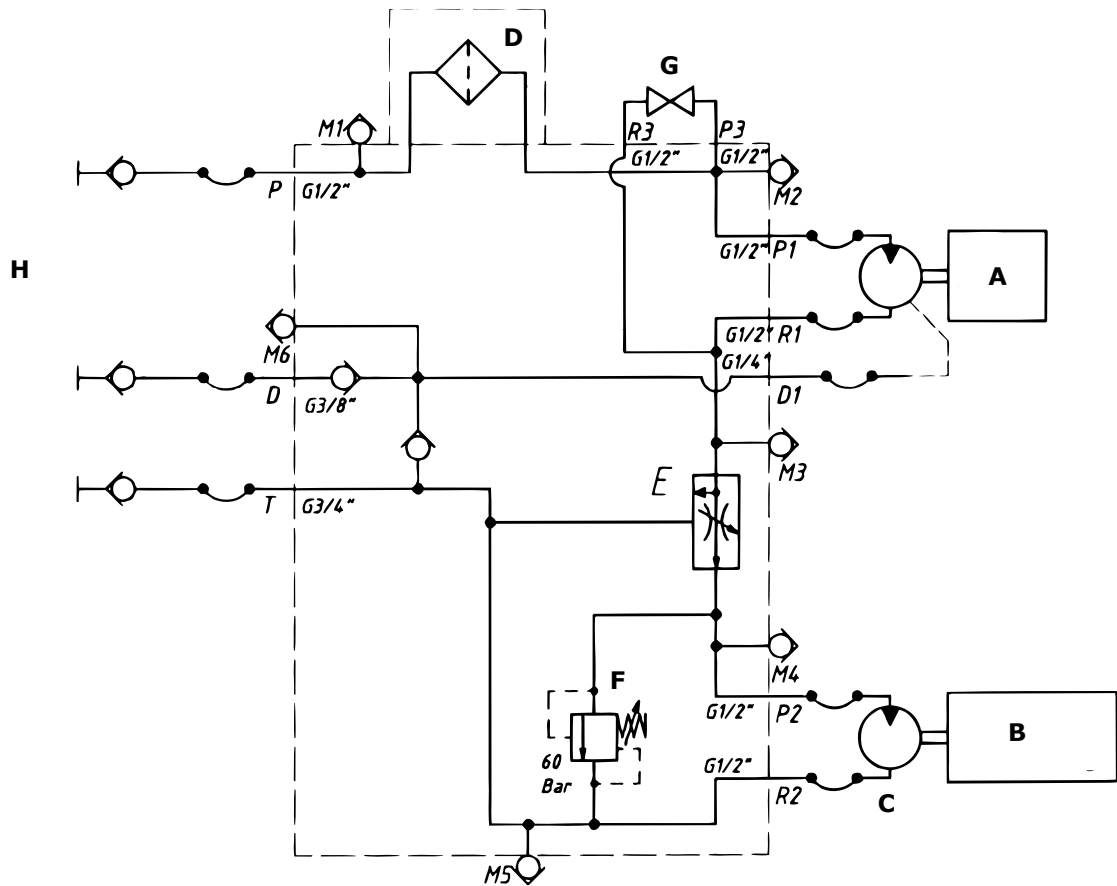 D
G
M1
R3
P3
G1/2"
G1/2"
P
G1/2"
M2
G1/2"
P1
H
A
M6
G1/2"
R1
G1/4"
D
G3/8"
D1
M3
E
T
G3/4"
M4
F
G1/2"
P2
B
60
Bar
G1/2"
R2
C
M5